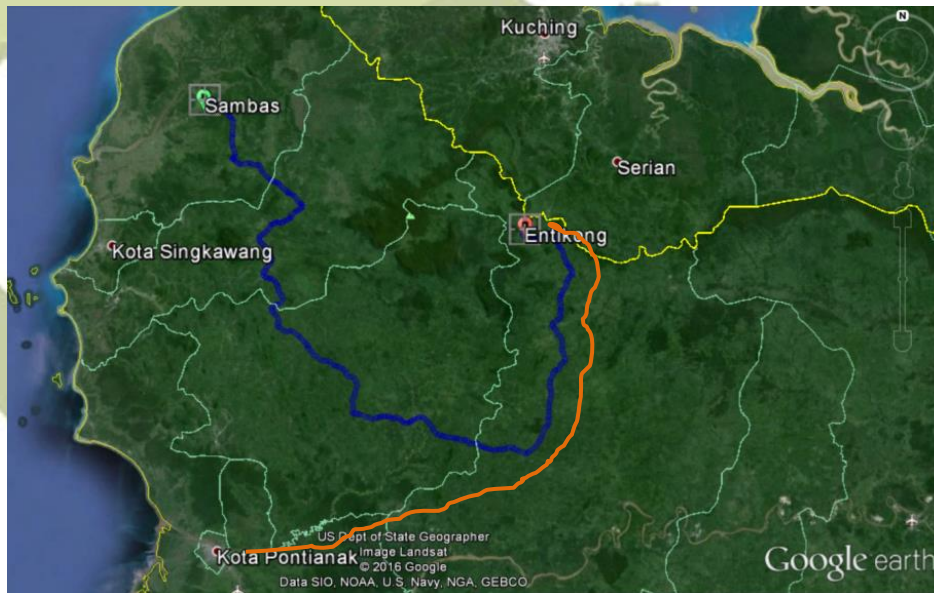 N
Kuching
Sambas
Serian
Entikong
Kota Singkawang
US Dept of State Geographer
Image Landsat
© 2016 Google
Data SIO, NOAA, U.S. Navy, NGA, GEBCO
Kota Pontianak
Google earth